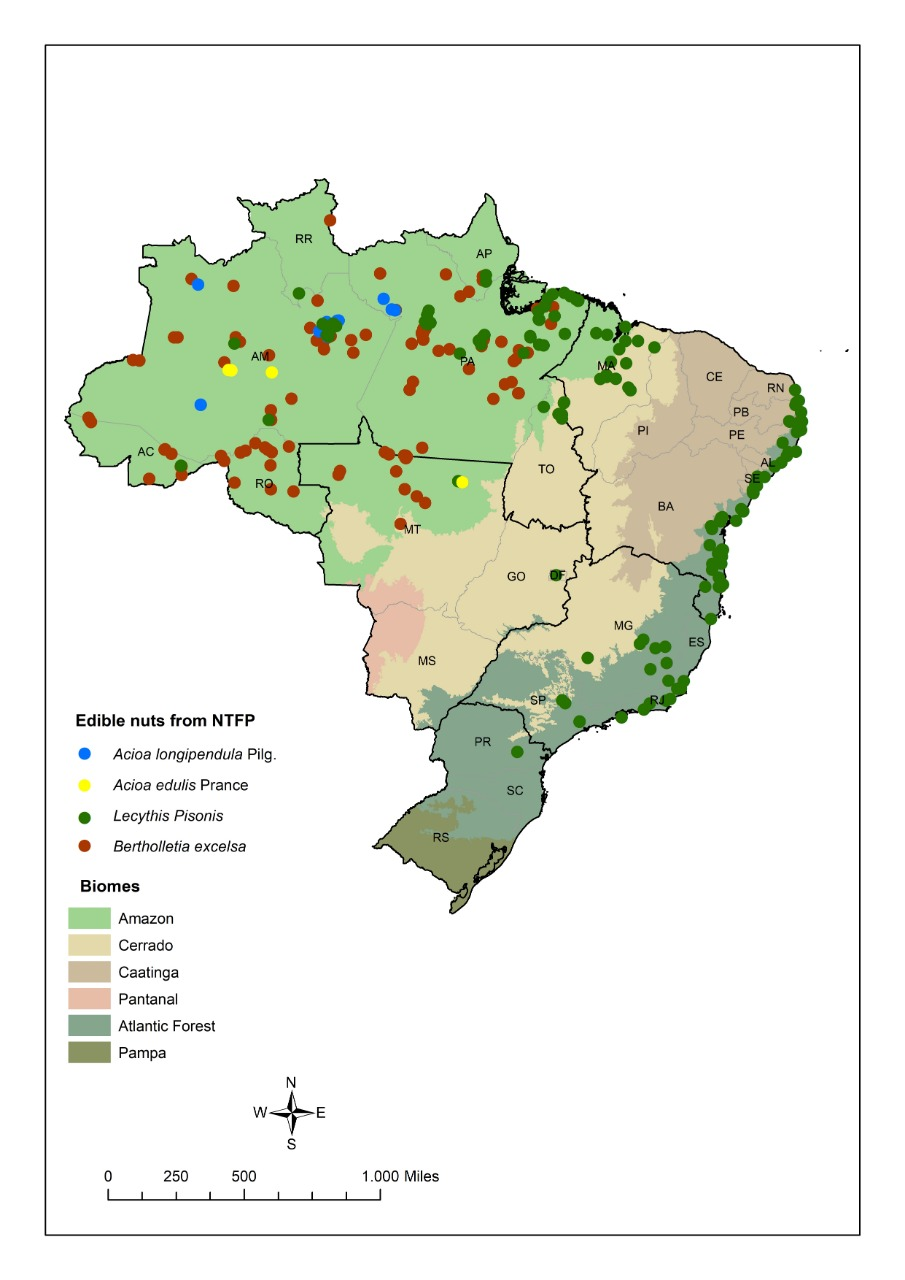 RR
AP
AM
PA
MA
CE
RN
PB
PE
PI
AL
SE
AC
RO
TO
BA
MT
GO
DF
MG
ES
MS
SP
RJ
PR
SC
RS
Edible nuts from NTFP
Acioa longipendula Pilg.
Acioa edulis Prance
Lecythis Pisonis
Bertholletia excelsa
Biomes
Amazon
Cerrado
Caatinga
Pantanal
Atlantic Forest
Pampa
N
W E
S
0 250 500 1.000 Miles